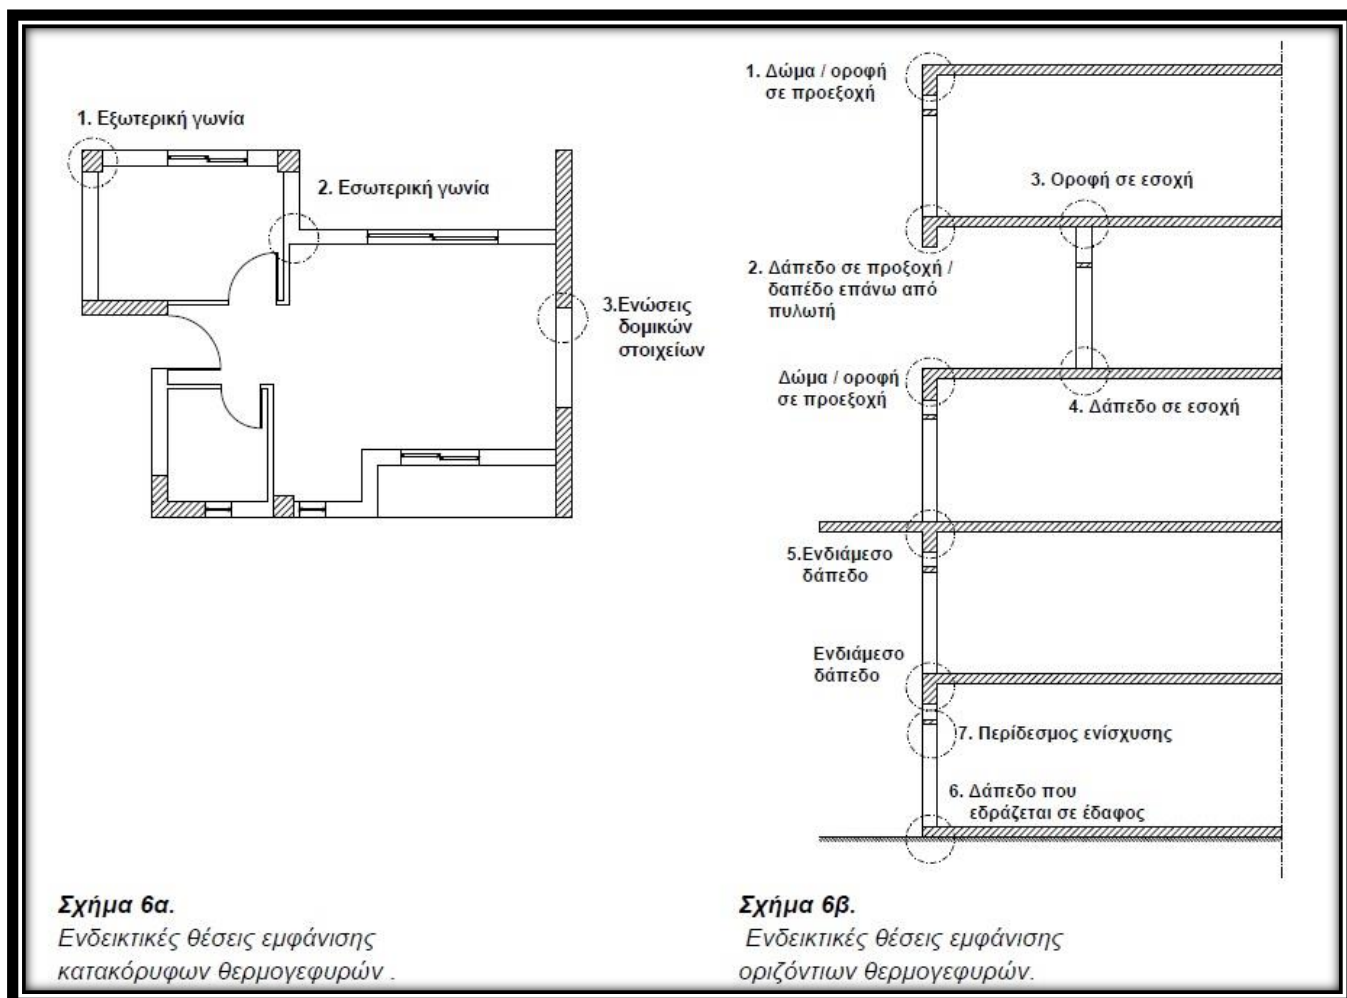 1. Εξωτερική γωνία
2. Εσωτερική γωνία
3.Ενώσεις
δομικών
στοιχείων
Σχήμα 6α.
Ενδεικτικές θέσεις εμφάνισης
κατακόρυφων θερμογεφυρών .
1. Δώμα / οροφή
σε προεξοχή
3. Οροφή σε εσοχή
2. Δάπεδο σε προξοχή /
δαπέδο επάνω από
πυλωτή
Δώμα / οροφή
σε προεξοχή
4. Δάπεδο σε εσοχή
5.Ενδιάμεσο
δάπεδο
Ενδιάμεσο
δάπεδο
7. Περίδεσμος ενίσχυσης
6. Δάπεδο που
εδράζεται σε έδαφος
Σχήμα 6β.
Ενδεικτικές θέσεις εμφάνισης
οριζόντιων θερμογεφυρών.